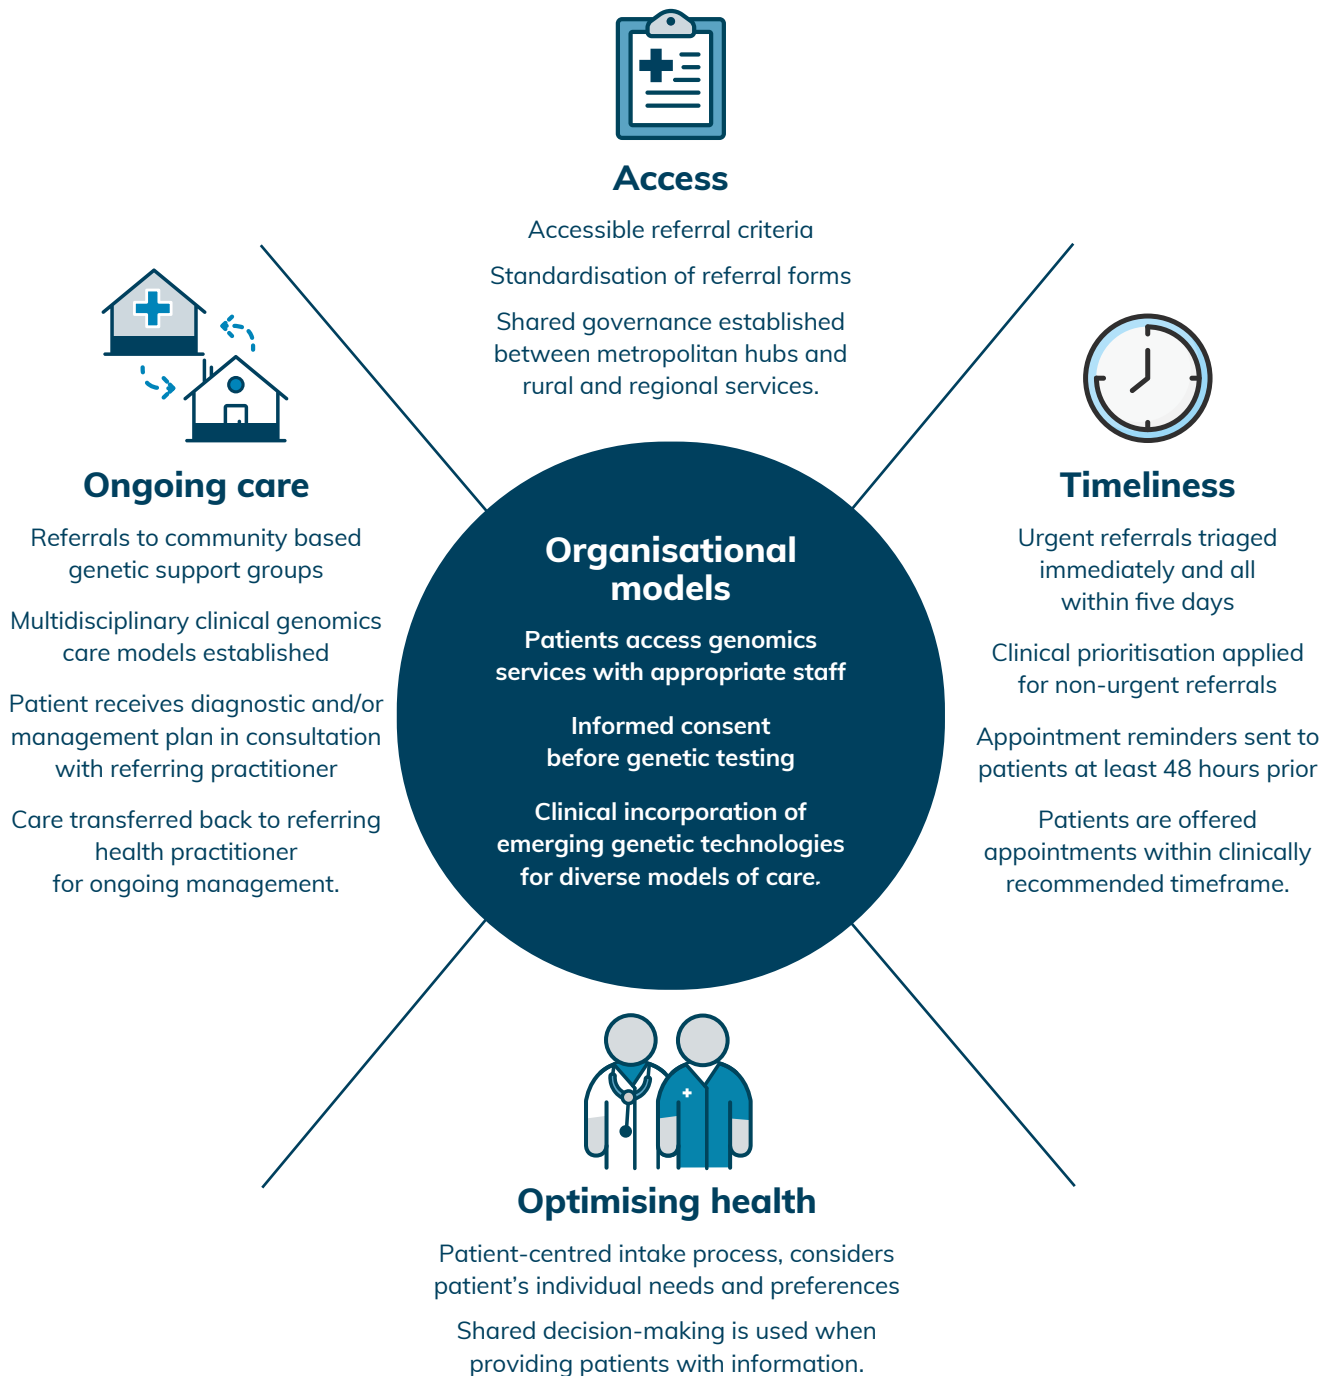 Access
Accessible referral criteria
Standardisation of referral forms
Shared governance established
between metropolitan hubs and
rural and regional services.
Ongoing care
Referrals to community based
genetic support groups
Multidisciplinary clinical genomics
care models established
Patient receives diagnostic and/or
management plan in consultation
with referring practitioner
Care transferred back to referring
health practitioner
for ongoing management.
Organisational
models
Patients access genomics
services with appropriate staff
Informed consent
before genetic testing
Clinical incorporation of
emerging genetic technologies
for diverse models of care.
Timeliness
Urgent referrals triaged
immediately and all
within five days
Clinical prioritisation applied
for non-urgent referrals
Appointment reminders sent to
patients at least 48 hours prior
Patients are offered
appointments within clinically
recommended timeframe.
Optimising health
Patient-centred intake process, considers
patient’s individual needs and preferences
Shared decision-making is used when
providing patients with information.